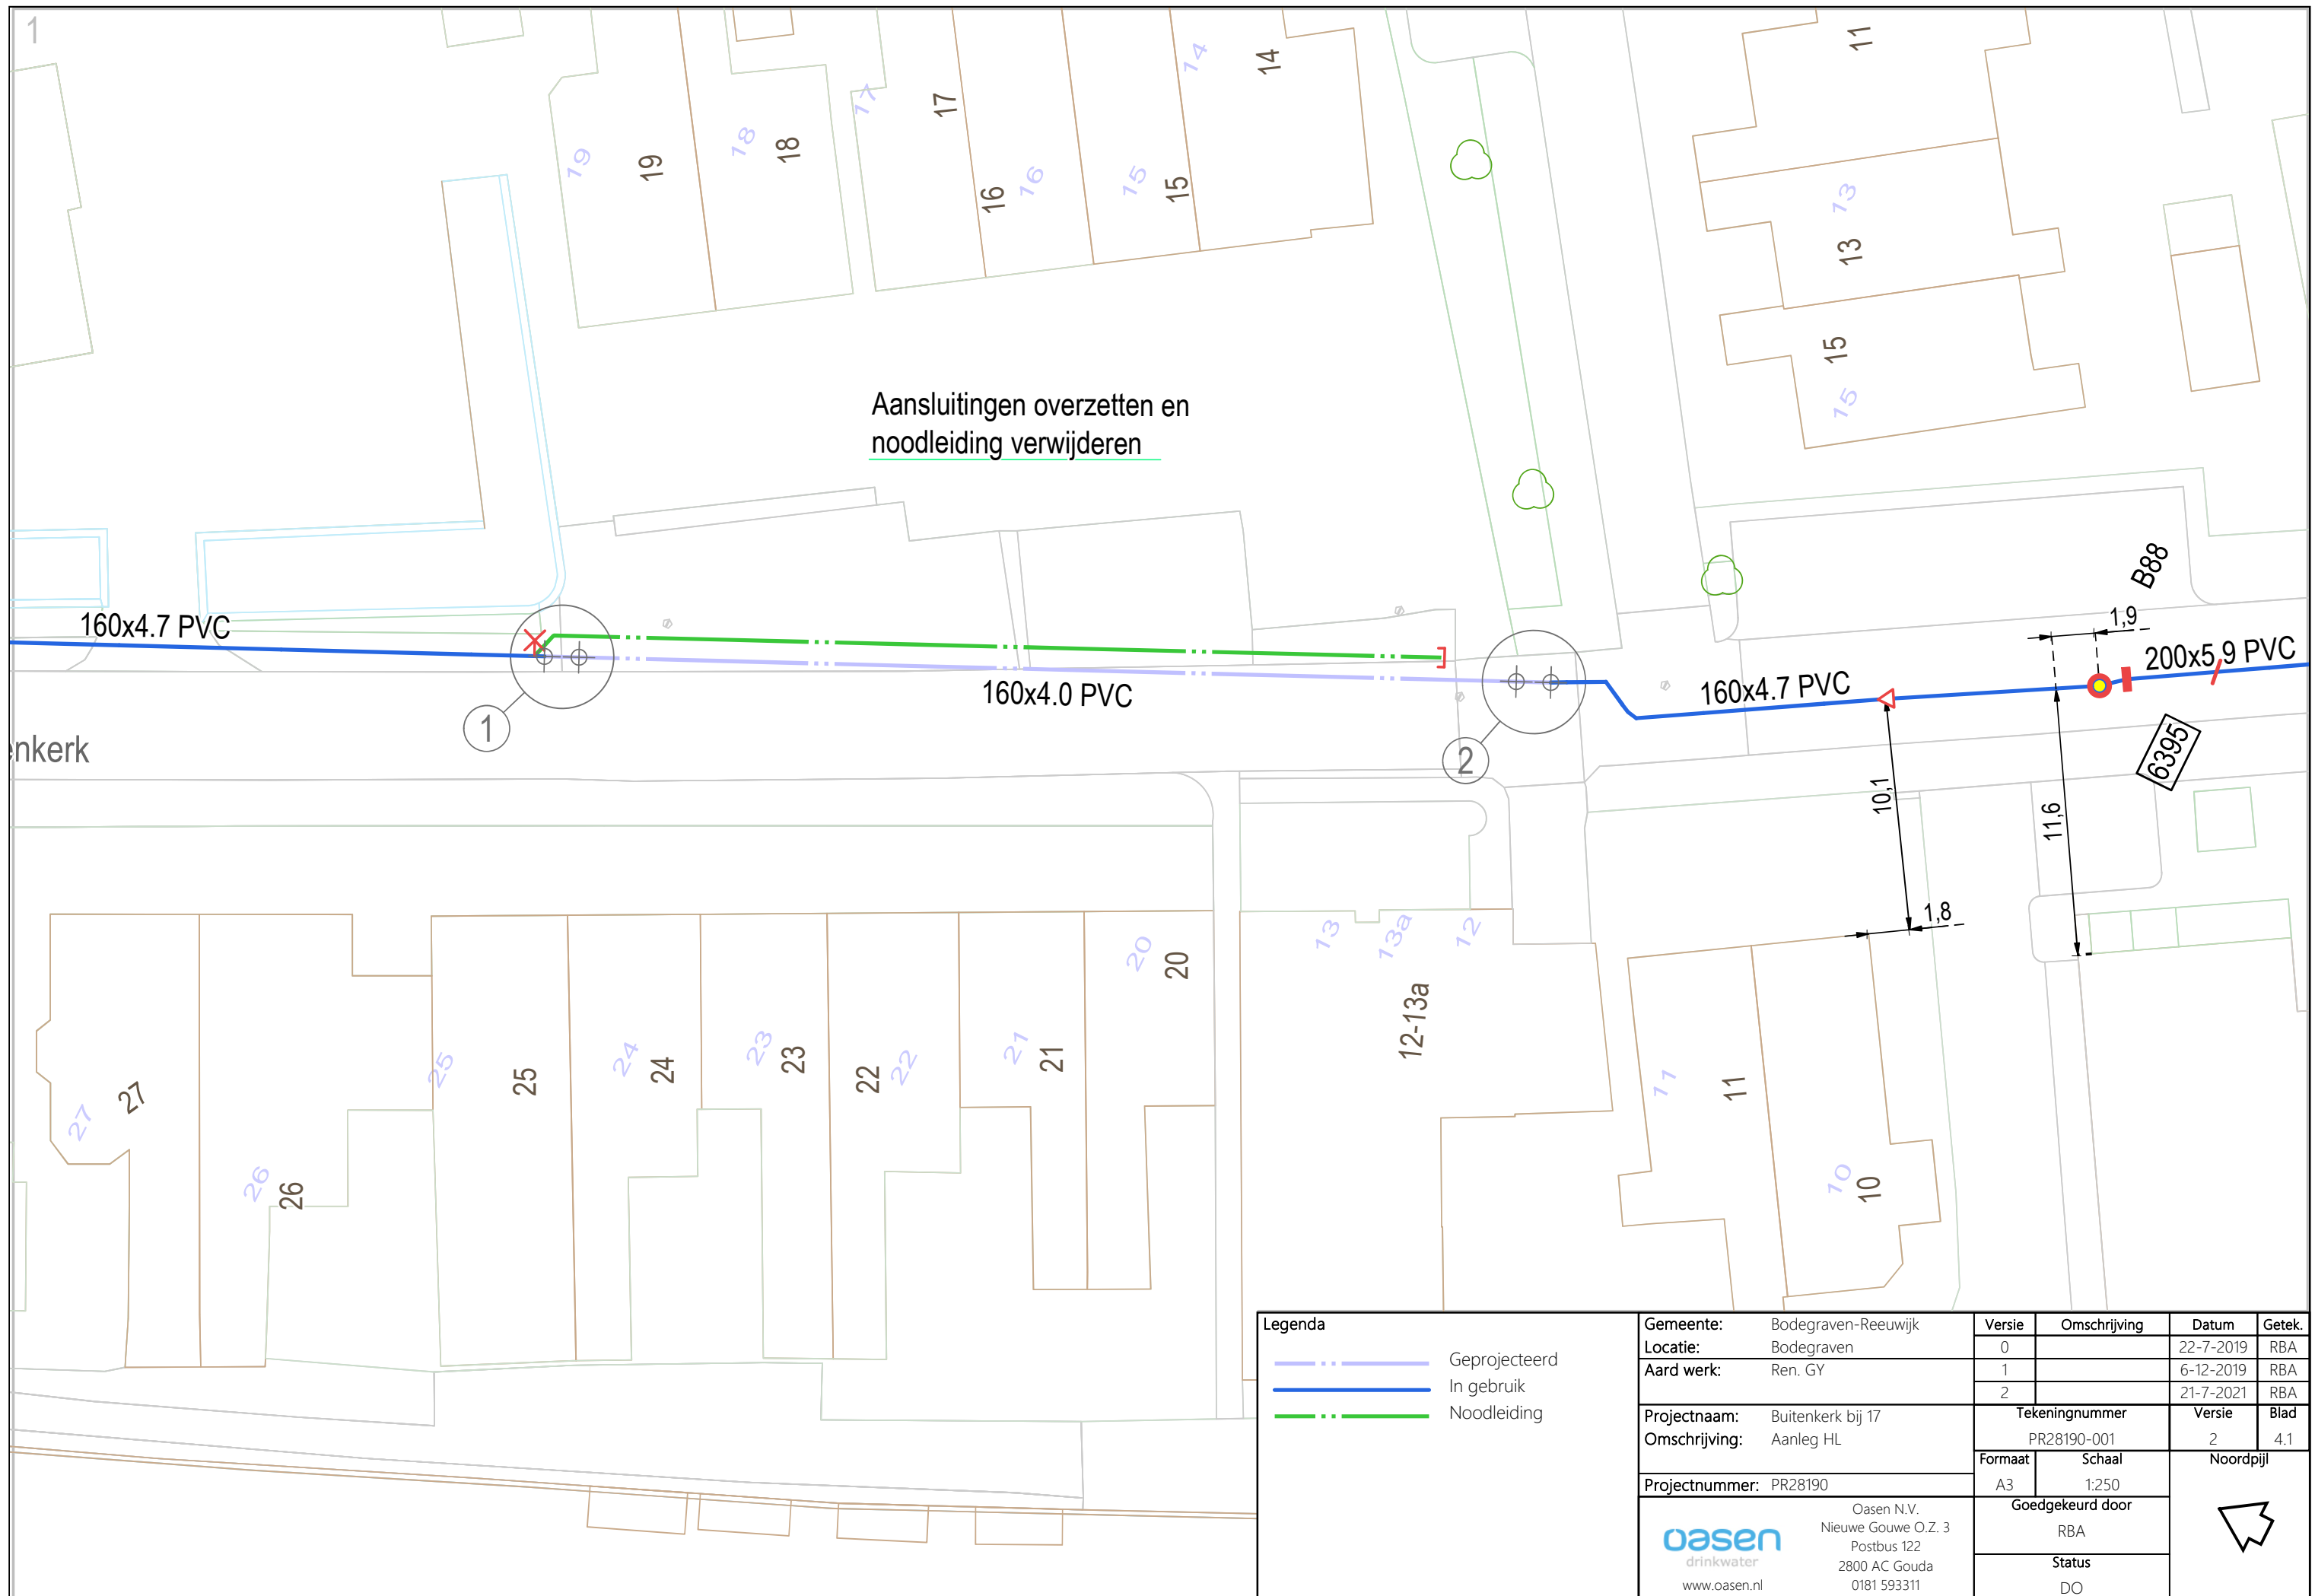 1
11
14
14
17
17
18
18
19
19
16
16
15
15
13
13
15
15
Aansluitingen overzetten en
noodleiding verwijderen
B88
1,9
160x4.7 PVC
200x5.9 PVC
160x4.0 PVC
160x4.7 PVC
1
2
enkerk
6395
10,1
11,6
1,8
13
13a
12
20
20
12-13a
27
27
25
25
24
24
23
23
22
22
21
21
11
11
26
26
10
10
Legenda
Geprojecteerd
In gebruik
Noodleiding
Gemeente: Bodegraven-Reeuwijk
Locatie: Bodegraven
Aard werk: Ren. GY
Projectnaam: Buitenkerk bij 17
Omschrijving: Aanleg HL
Projectnummer: PR28190
Versie Omschrijving Datum Getek.
0 22-7-2019 RBA
1 6-12-2019 RBA
2 21-7-2021 RBA
Tekeningnummer Versie Blad
PR28190-001 2 4.1
Formaat Schaal Noordpijl
A3 1:250
Goedgekeurd door
RBA
Status
DO
oasen
drinkwater
www.oasen.nl
Oasen N.V.
Nieuwe Gouwe O.Z. 3
Postbus 122
2800 AC Gouda
0181 593311